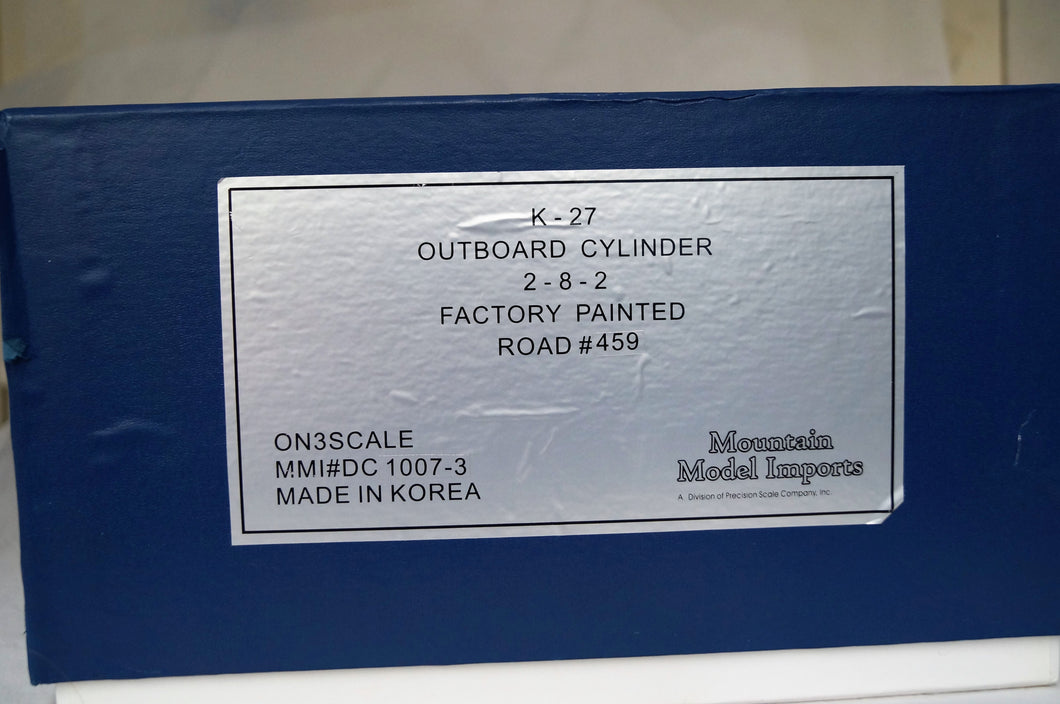 K - 27
OUTBOARD CYLINDER
2 - 8 - 2
FACTORY PAINTED
ROAD #459
ON3SCALE
MMI#DC 1007-3
MADE IN KOREA
Mountain
Model Imports
A Division of Precision Scale Company, Inc.